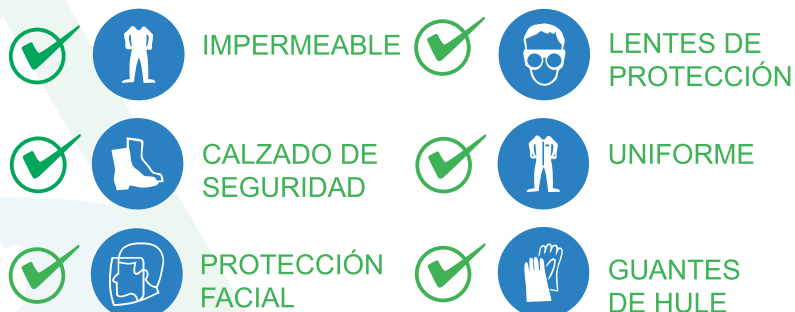 IMPERMEABLE
LENTES DE
PROTECCIÓN
CALZADO DE
SEGURIDAD
UNIFORME
PROTECCIÓN
FACIAL
GUANTES
DE HULE